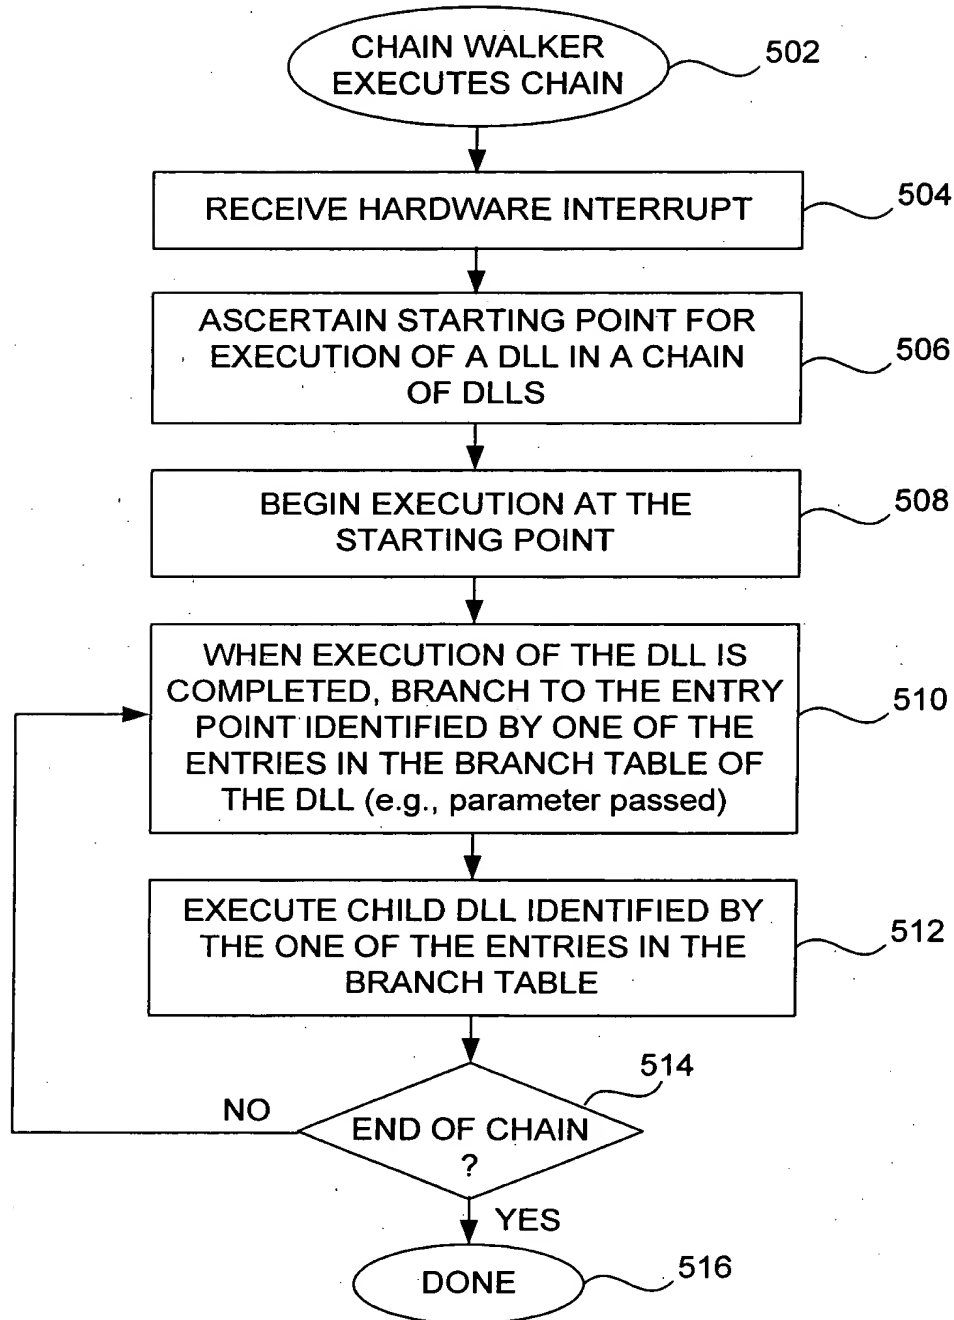 CHAIN WALKER
EXECUTES CHAIN
502
RECEIVE HARDWARE INTERRUPT
504
ASCERTAIN STARTING POINT FOR
EXECUTION OF A DLL IN A CHAIN
OF DLLS
506
BEGIN EXECUTION AT THE
STARTING POINT
508
WHEN EXECUTION OF THE DLL IS
COMPLETED, BRANCH TO THE ENTRY
POINT IDENTIFIED BY ONE OF THE
ENTRIES IN THE BRANCH TABLE OF
THE DLL (e.g., parameter passed)
510
EXECUTE CHILD DLL IDENTIFIED BY
THE ONE OF THE ENTRIES IN THE
BRANCH TABLE
512
514
NO
END OF CHAIN
?
YES
DONE
516